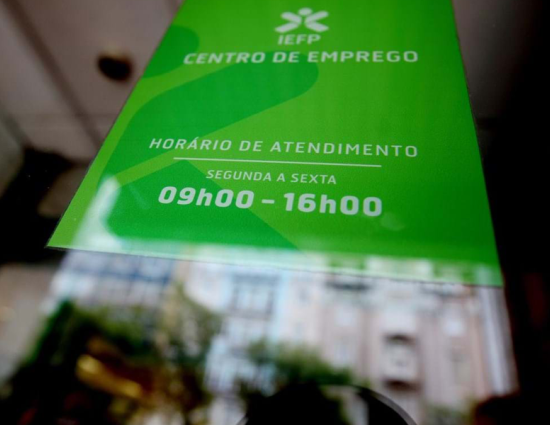 IEFP
CENTRO DE EMPREGO
HORÁRIO DE ATENDIMENTO
SEGUNDA A SEXTA
09h00 - 16h00